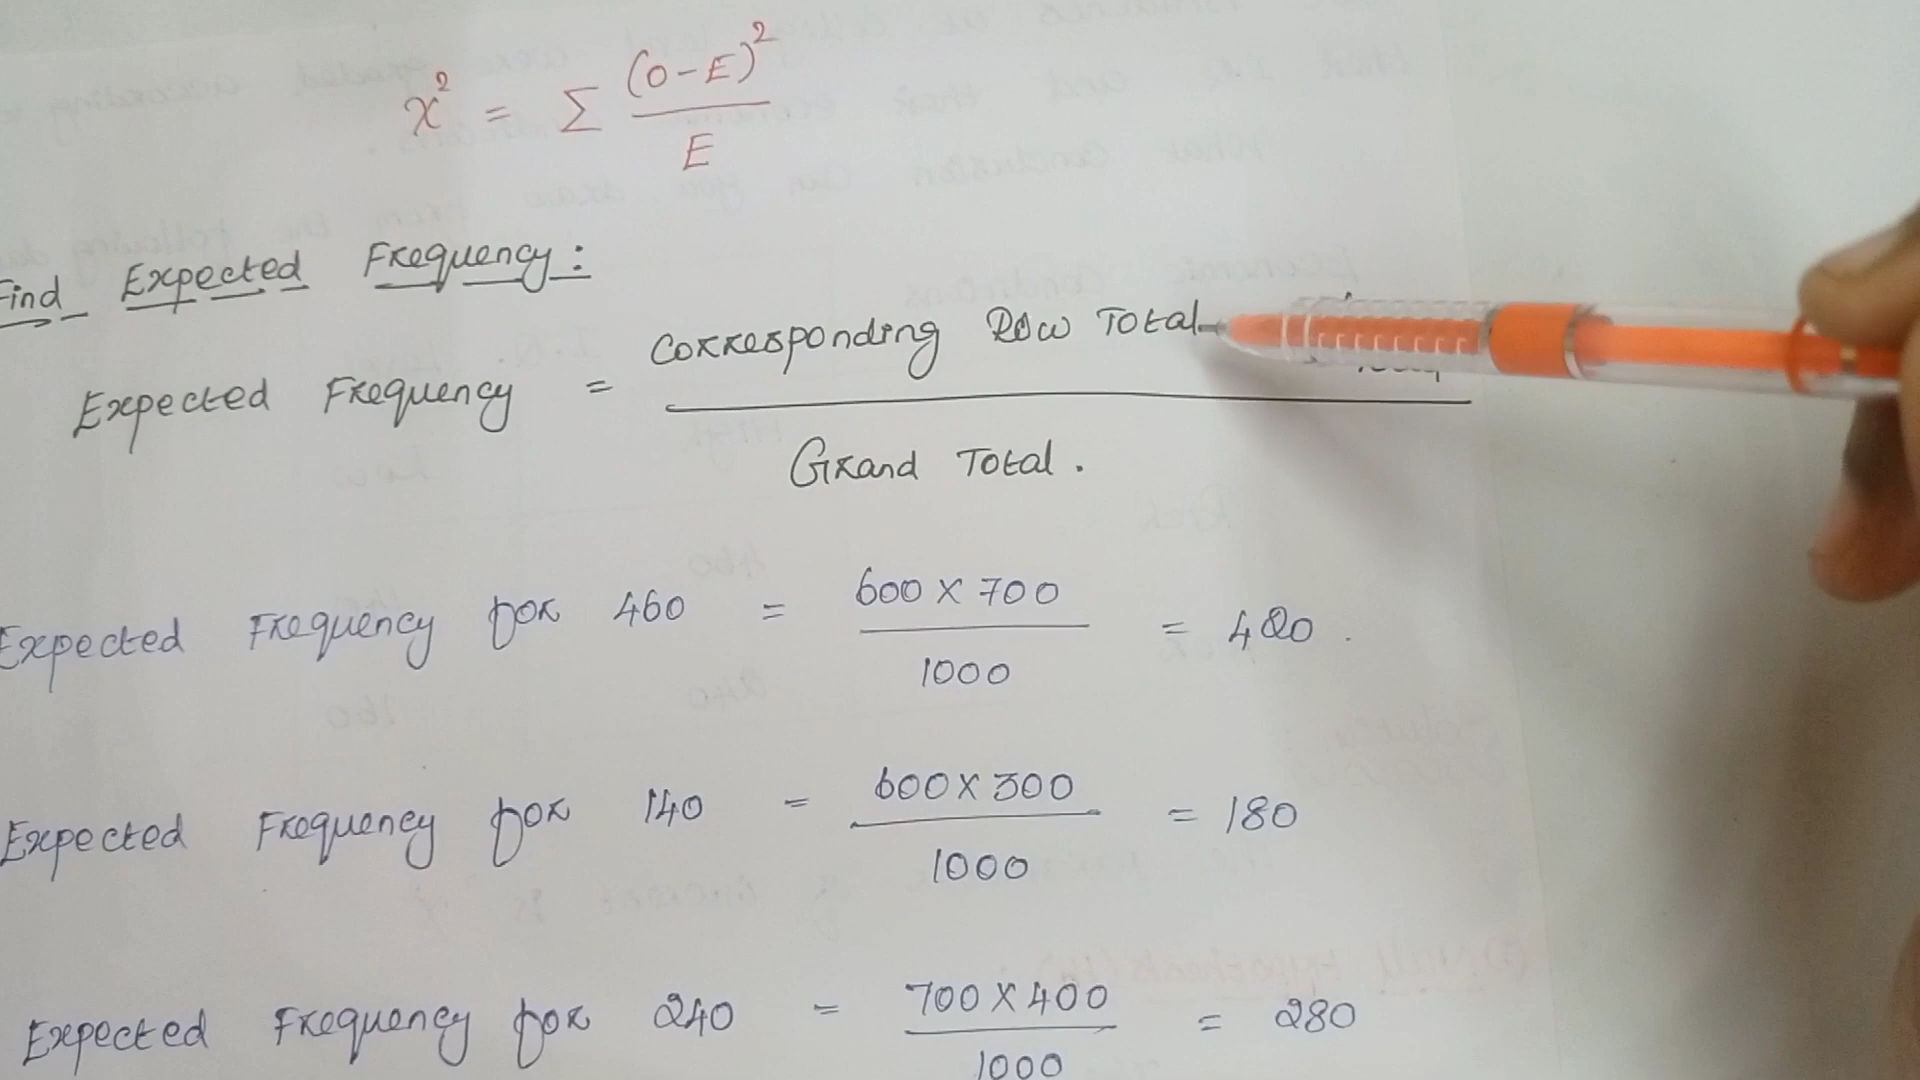 χ² = Σ (O-E)² / E
Find Expected Frequency:
Expected Frequency = Corresponding Row Total / Grand Total.
Expected Frequency for 460 = 600 X 700 / 1000 = 420.
Expected Frequency for 140 = 600 X 300 / 1000 = 180
Expected Frequency for 240 = 700 X 400 / 1000 = 280